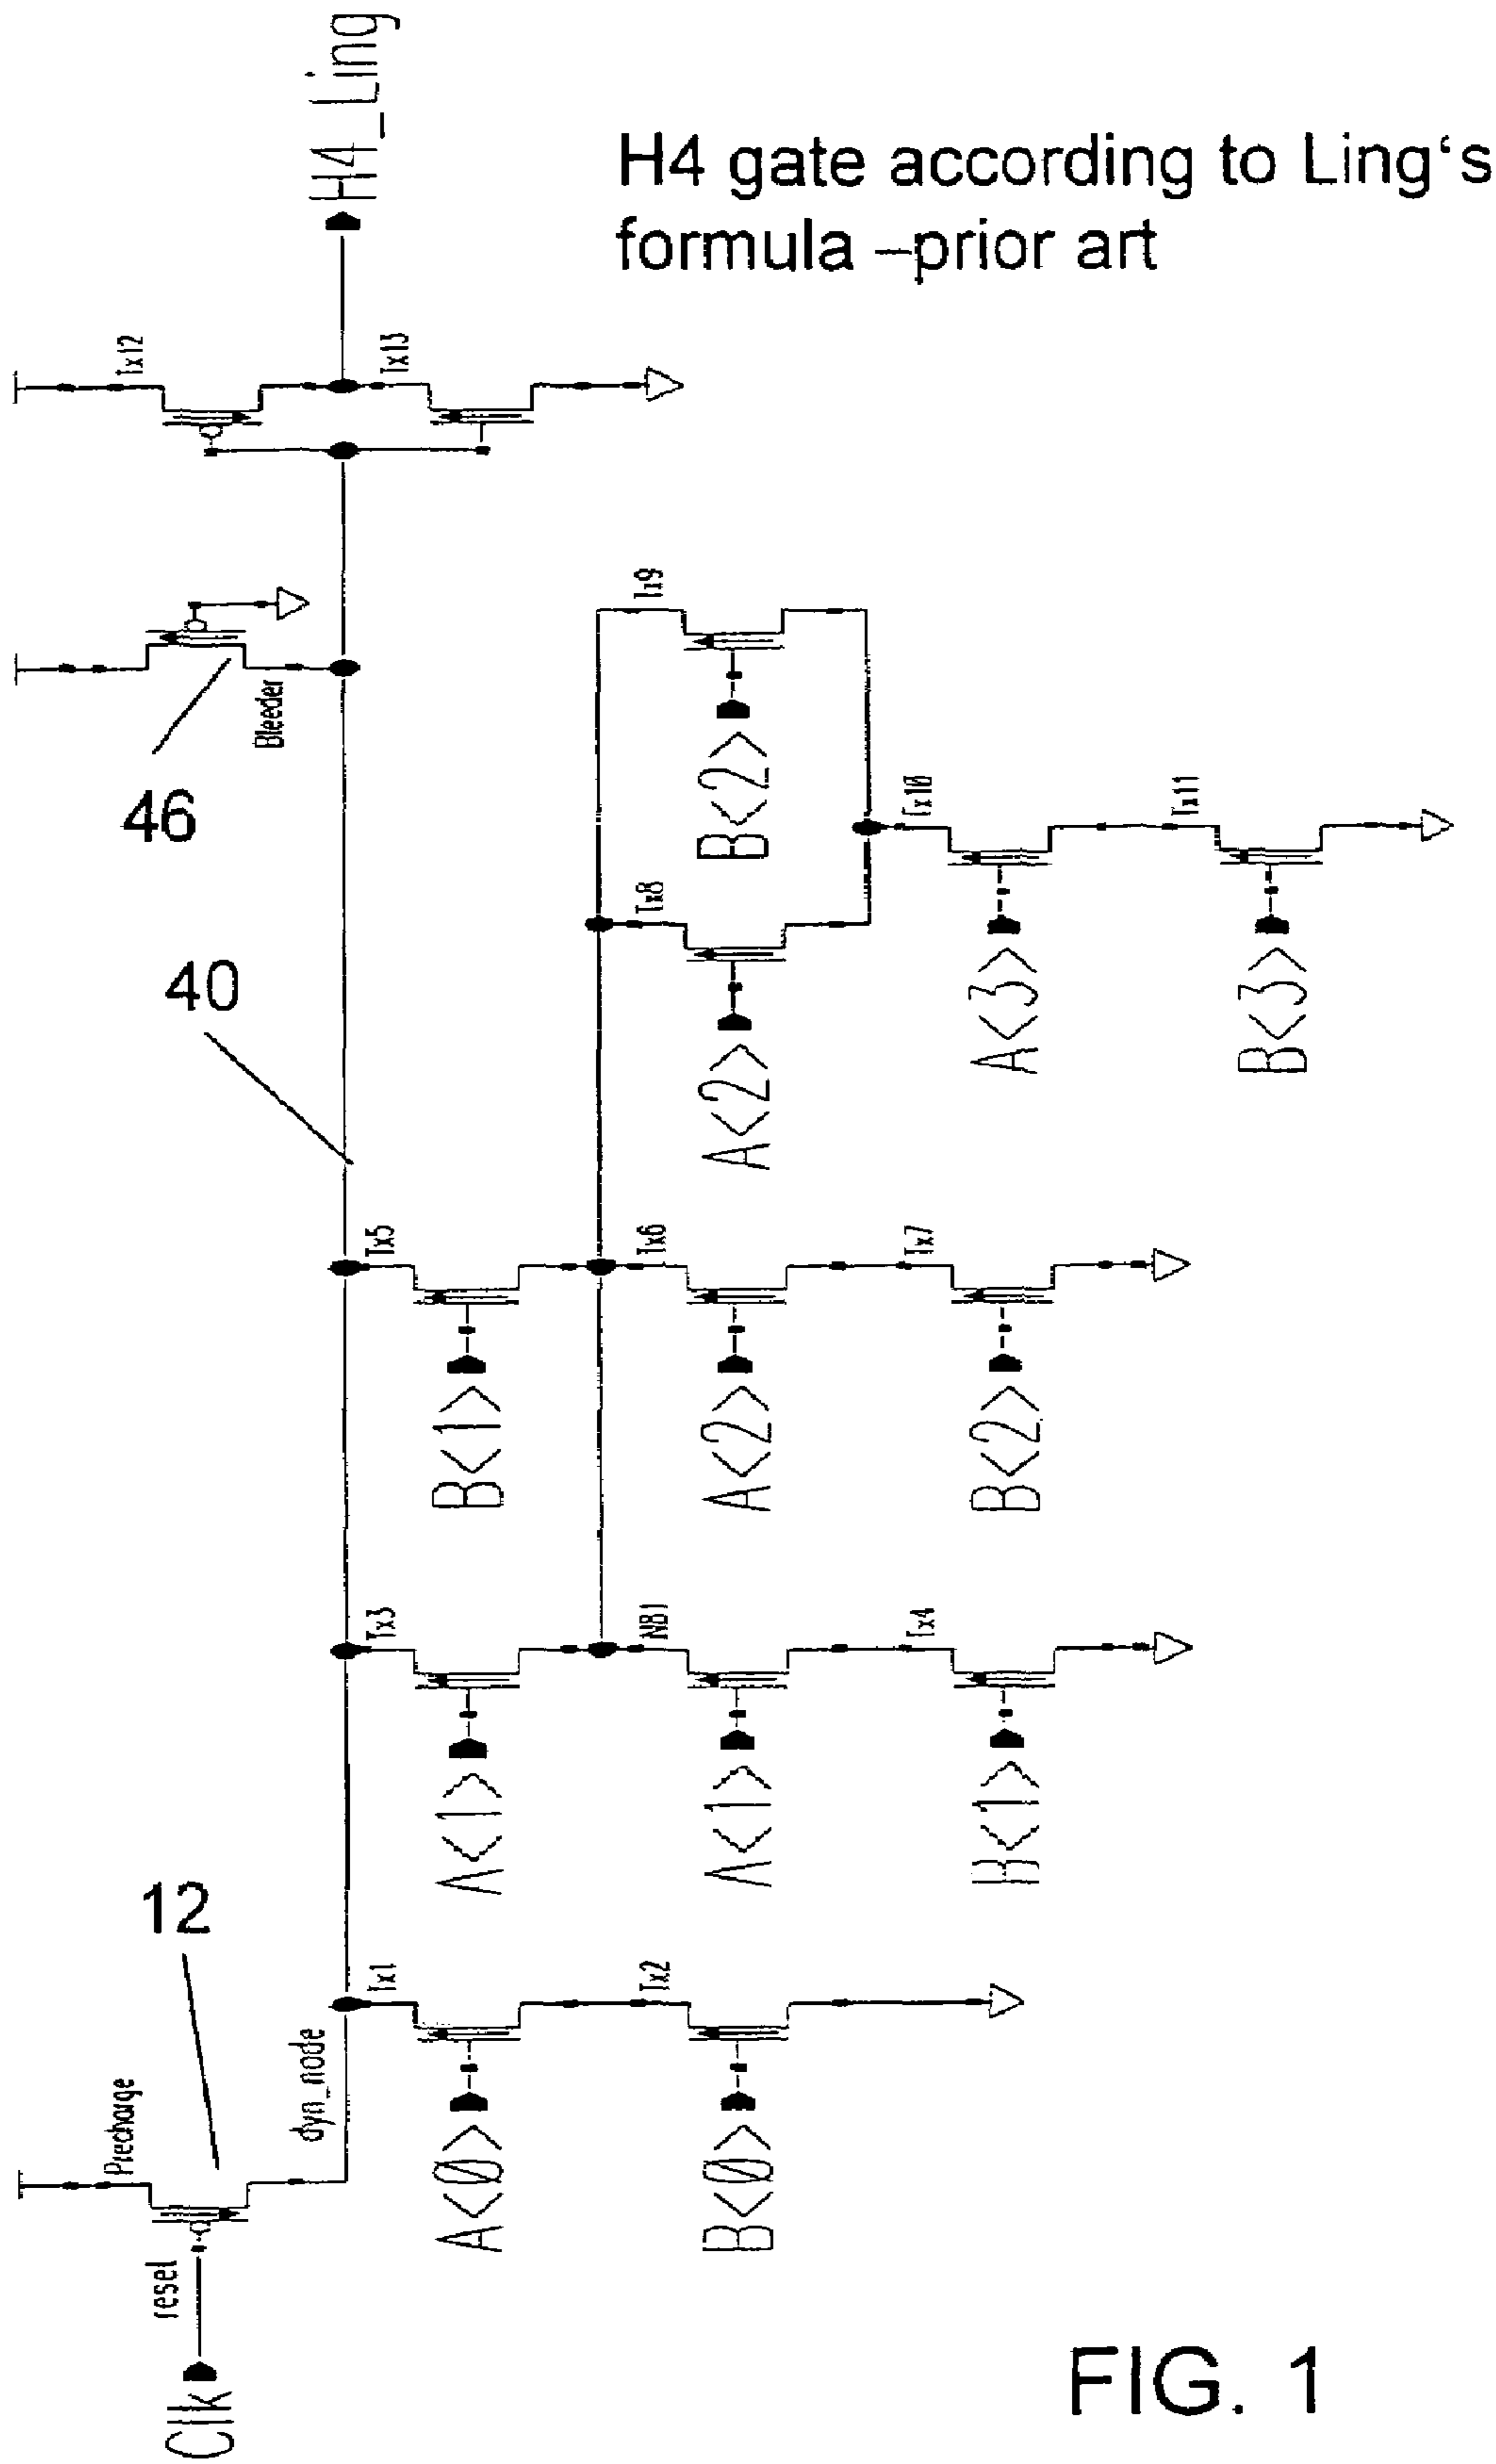 H4_Ling
H4 gate according to Ling's
formula –prior art
Tx12
Tx13
Bleeder
46
40
Tx9
B<2>
Tx8
A<2>
Tx10
A<3>
Tx11
B<3>
Tx5
B<1>
Tx6
A<2>
Tx7
B<2>
Tx3
A<1>
NB1
A<1>
Tx4
B<1>
12
Tx1
A<0>
Tx2
B<0>
dyn_node
Precharge
reset
Clk
FIG. 1